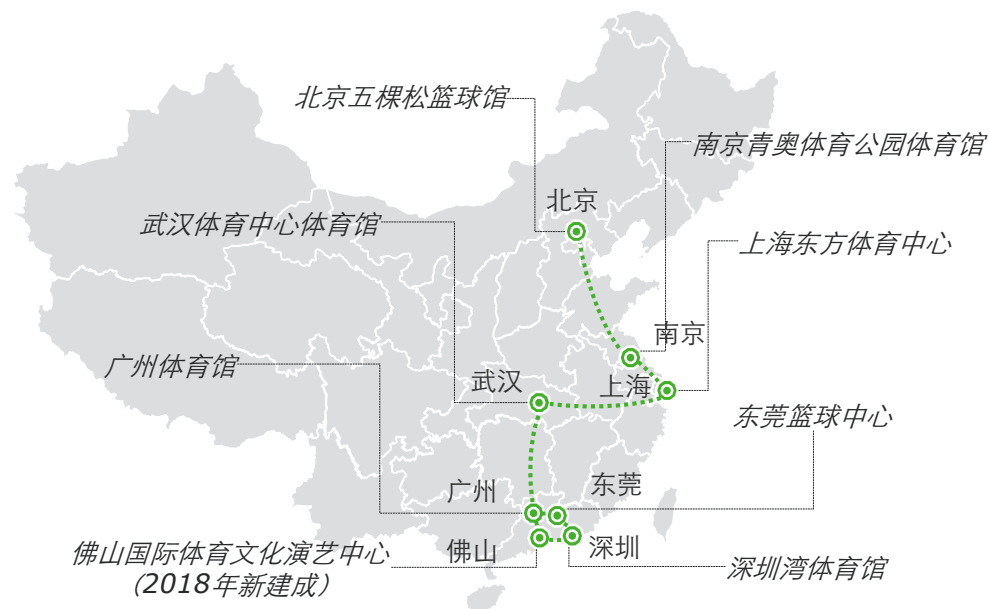 北京五棵松篮球馆
南京青奥体育公园体育馆
北京
武汉体育中心体育馆
上海东方体育中心
南京
广州体育馆
武汉
上海
东莞篮球中心
广州
东莞
佛山国际体育文化演艺中心
（2018年新建成）
佛山
深圳
深圳湾体育馆